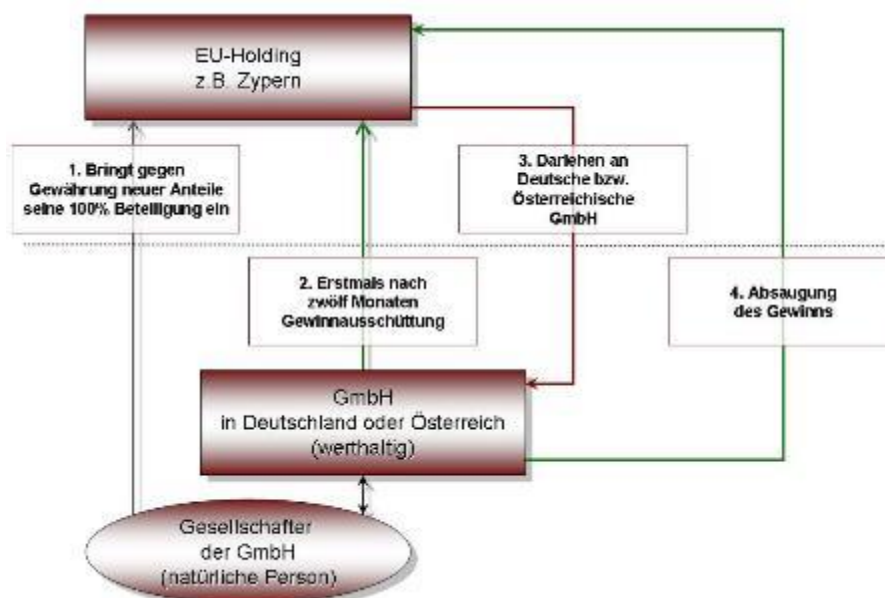 EU-Holding
z.B. Zypern
1. Bringt gegen
Gewährung neuer Anteile
seine 100% Beteiligung ein
3. Darlehen an
Deutsche bzw.
Österreichische
GmbH
2. Erstmals nach
zwölf Monaten
Gewinnausschüttung
4. Absaugung
des Gewinns
GmbH
in Deutschland oder Österreich
(werthaltig)
Gesellschafter
der GmbH
(natürliche Person)